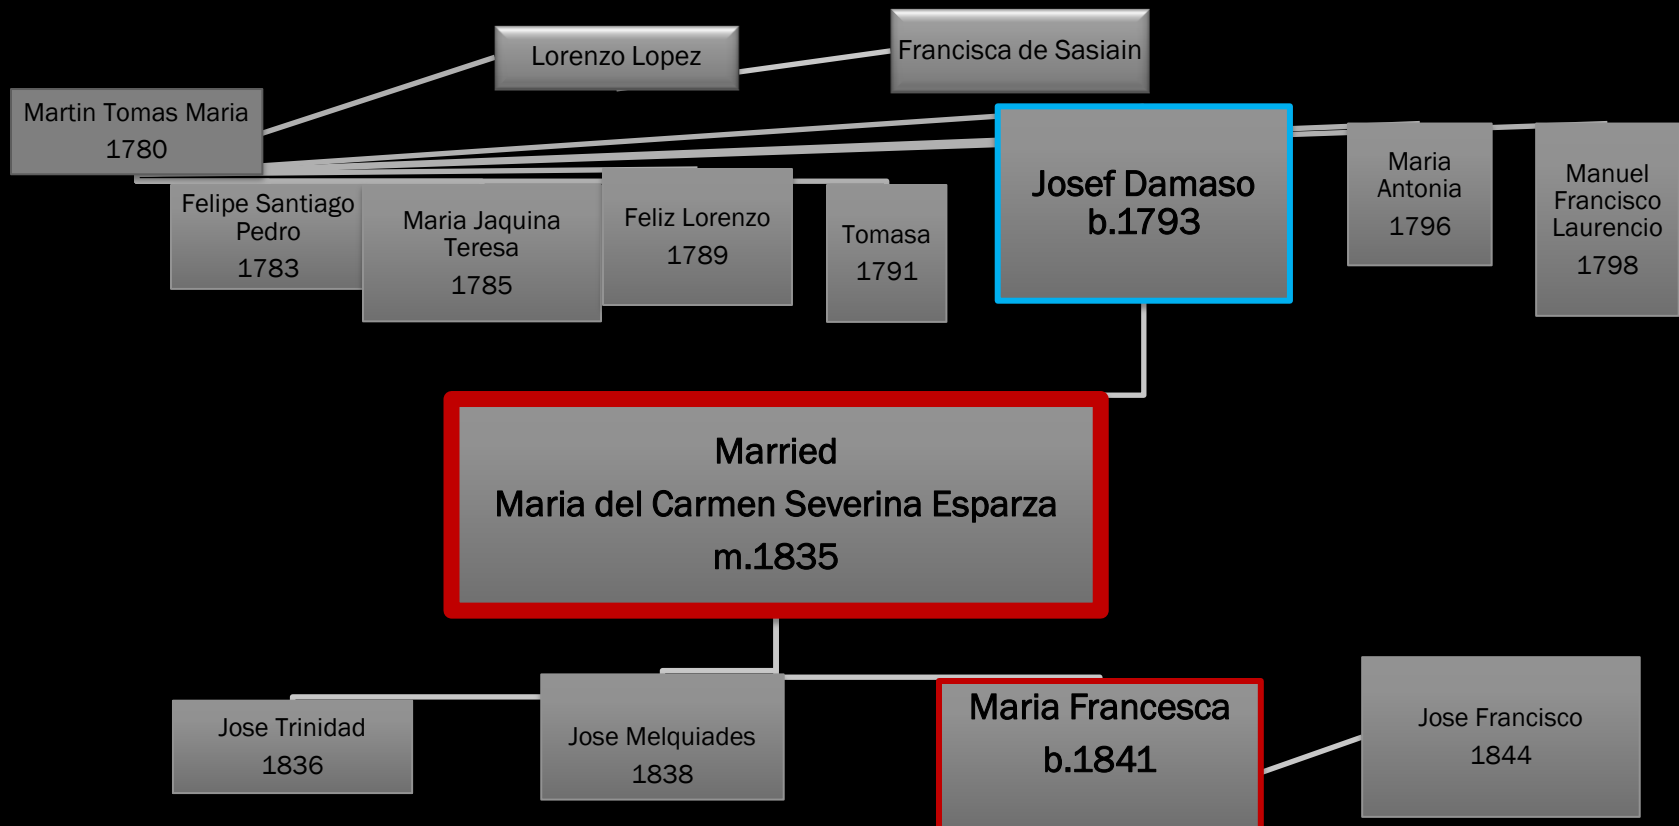 Lorenzo Lopez
Francisca de Sasiain
Martin Tomas Maria
1780
Felipe Santiago
Pedro
1783
Maria Jaquina
Teresa
1785
Feliz Lorenzo
1789
Tomasa
1791
Josef Damaso
b.1793
Maria
Antonia
1796
Manuel
Francisco
Laurencio
1798
Married
Maria del Carmen Severina Esparza
m.1835
Jose Trinidad
1836
Jose Melquiades
1838
Maria Francesca
b.1841
Jose Francisco
1844